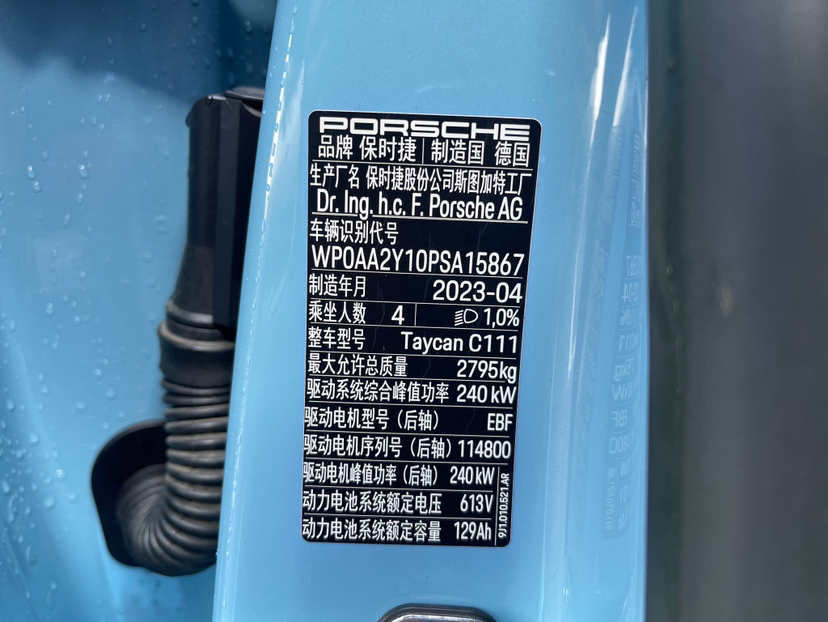 PORSCHE
品牌 保时捷 制造国 德国
生产厂名 保时捷股份公司斯图加特工厂
Dr. Ing. h.c. F. Porsche AG
车辆识别代号
WP0AA2Y10PSA15867
制造年月 2023-04
乘坐人数 4 1,0%
整车型号 Taycan C111
最大允许总质量 2795kg
驱动系统综合峰值功率 240 kW
驱动电机型号（后轴） EBF
驱动电机序列号（后轴）114800
驱动电机峰值功率（后轴） 240 kW
动力电池系统额定电压 613V
动力电池系统额定容量 129Ah
9J1.010.521.AR